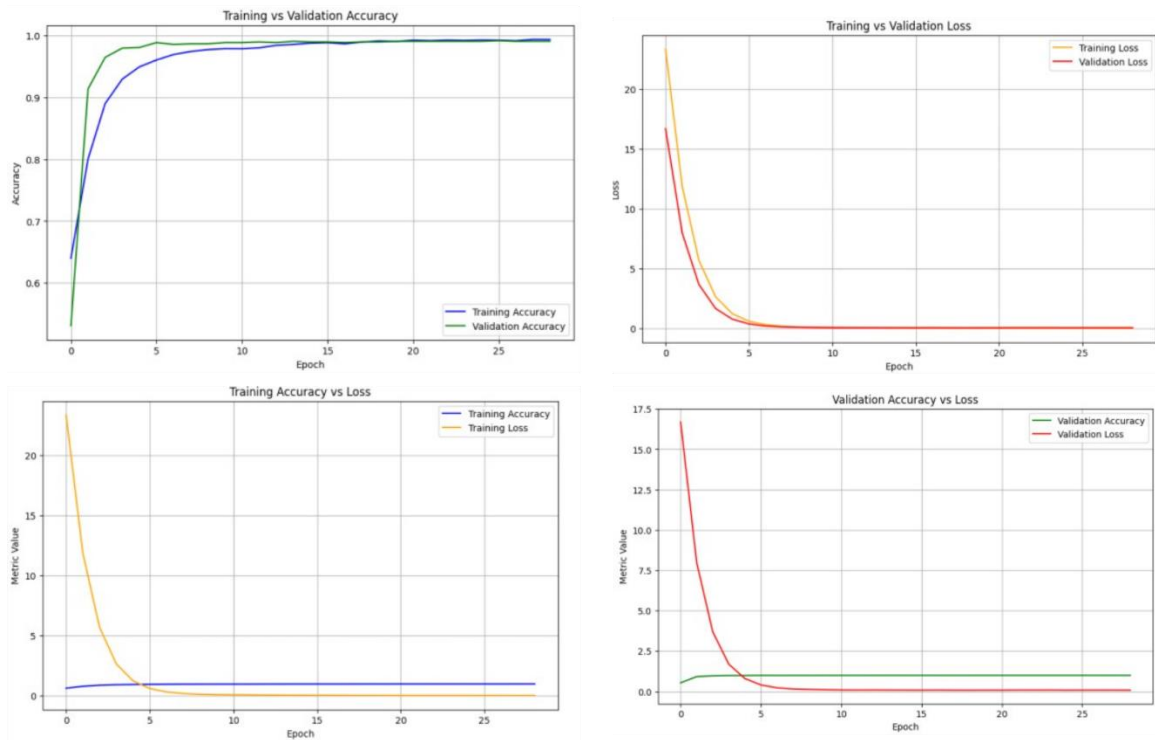 Training vs Validation Accuracy
1.0
0.9
0.8
0.7
0.6
Accuracy
Training Accuracy
Validation Accuracy
0 5 10 15 20 25
Epoch
Training vs Validation Loss
Training Loss
Validation Loss
20
15
10
5
0
Loss
0 5 10 15 20 25
Epoch
Training Accuracy vs Loss
Training Accuracy
Training Loss
20
15
10
5
0
Metric Value
0 5 10 15 20 25
Epoch
Validation Accuracy vs Loss
17.5
Validation Accuracy
Validation Loss
15.0
12.5
10.0
7.5
5.0
2.5
0.0
Metric Value
0 5 10 15 20 25
Epoch